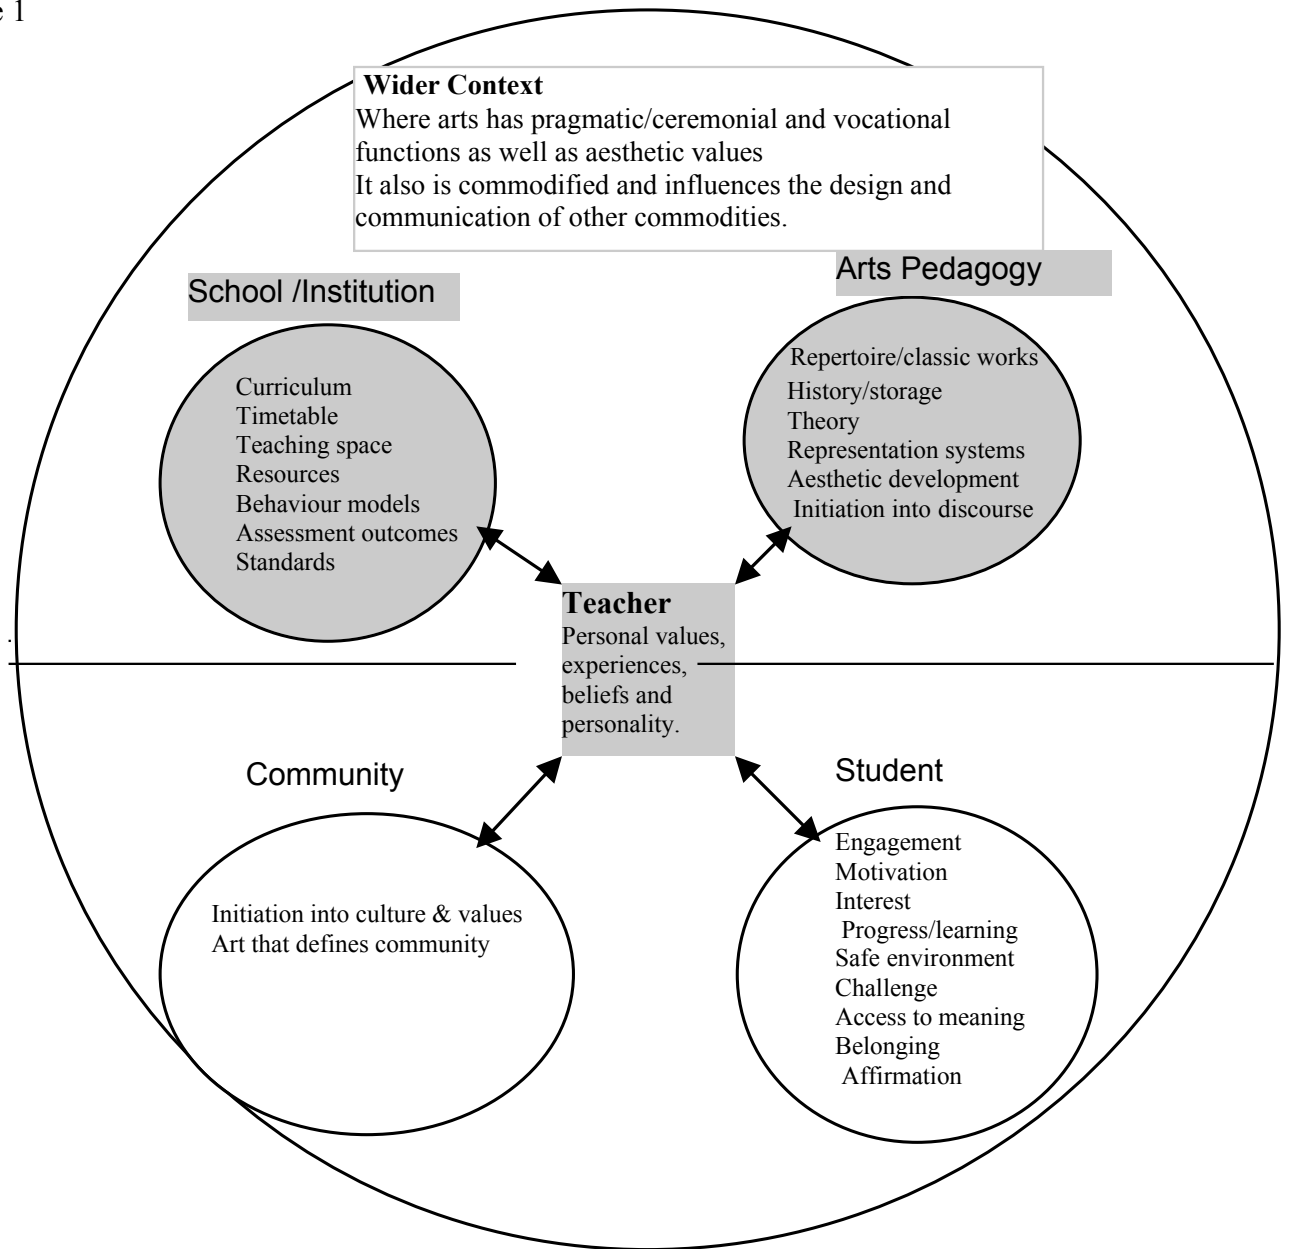 e 1
Wider Context
Where arts has pragmatic/ceremonial and vocational
functions as well as aesthetic values
It also is commodified and influences the design and
communication of other commodities.
School /Institution
Curriculum
Timetable
Teaching space
Resources
Behaviour models
Assessment outcomes
Standards
Arts Pedagogy
Repertoire/classic works
History/storage
Theory
Representation systems
Aesthetic development
Initiation into discourse
Teacher
Personal values,
experiences,
beliefs and
personality.
.
Community
Initiation into culture & values
Art that defines community
Student
Engagement
Motivation
Interest
Progress/learning
Safe environment
Challenge
Access to meaning
Belonging
Affirmation